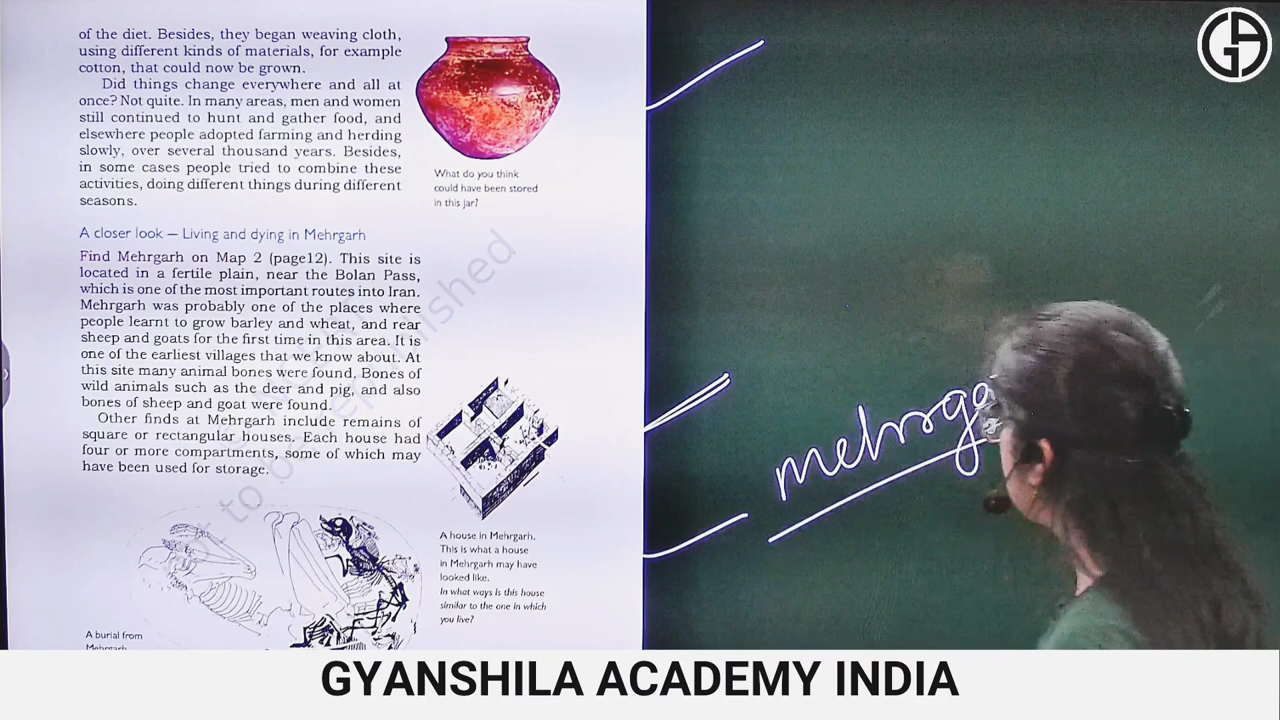 of the diet. Besides, they began weaving cloth,
using different kinds of materials, for example
cotton, that could now be grown.
Did things change everywhere and all at
once? Not quite. In many areas, men and women
still continued to hunt and gather food, and
elsewhere people adopted farming and herding
slowly, over several thousand years. Besides,
in some cases people tried to combine these
activities, doing different things during different
seasons.
What do you think
could have been stored
in this jar?
A closer look – Living and dying in Mehrgarh
Find Mehrgarh on Map 2 (page12). This site is
located in a fertile plain, near the Bolan Pass,
which is one of the most important routes into Iran.
Mehrgarh was probably one of the places where
people learnt to grow barley and wheat, and rear
sheep and goats for the first time in this area. It is
one of the earliest villages that we know about. At
this site many animal bones were found. Bones of
wild animals such as the deer and pig, and also
bones of sheep and goat were found.
Other finds at Mehrgarh include remains of
square or rectangular houses. Each house had
four or more compartments, some of which may
have been used for storage.
A house in Mehrgarh.
This is what a house
in Mehrgarh may have
looked like.
In what ways is this house
similar to the one in which
you live?
A burial from
Mehrgarh
mehrga
GA
GYANSHILA ACADEMY INDIA